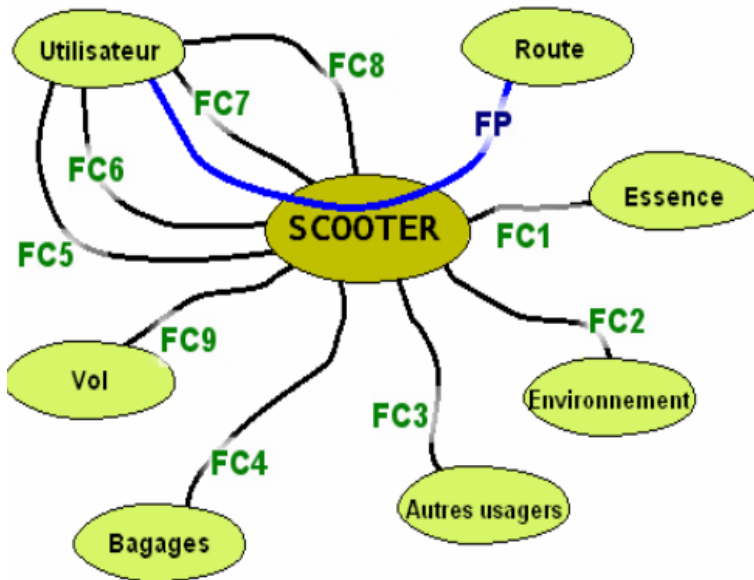 Utilisateur
Route
FC8
FC7
FP
FC6
Essence
SCOOTER
FC1
FC5
FC2
FC9
Vol
Environnement
FC3
FC4
Autres usagers
Bagages